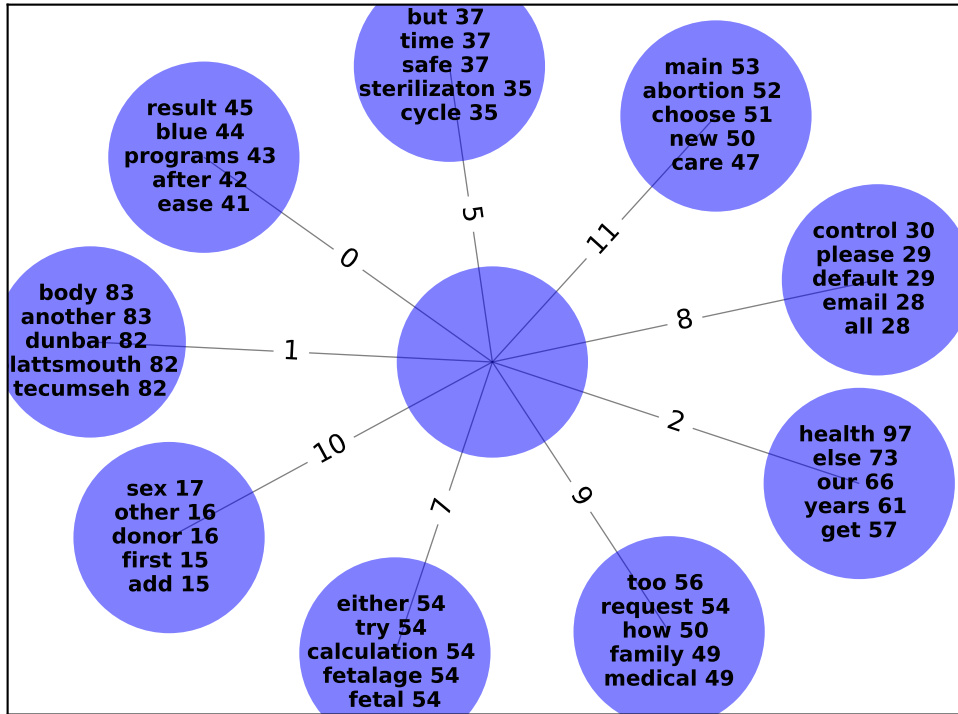 but 37
time 37
safe 37
sterilizaton 35
cycle 35
main 53
abortion 52
choose 51
new 50
care 47
result 45
blue 44
programs 43
after 42
ease 41
control 30
please 29
default 29
email 28
all 28
5
11
0
8
1
body 83
another 83
dunbar 82
lattsmouth 82
tecumseh 82
2
health 97
else 73
our 66
years 61
get 57
10
7
9
sex 17
other 16
donor 16
first 15
add 15
either 54
try 54
calculation 54
fetalage 54
fetal 54
too 56
request 54
how 50
family 49
medical 49